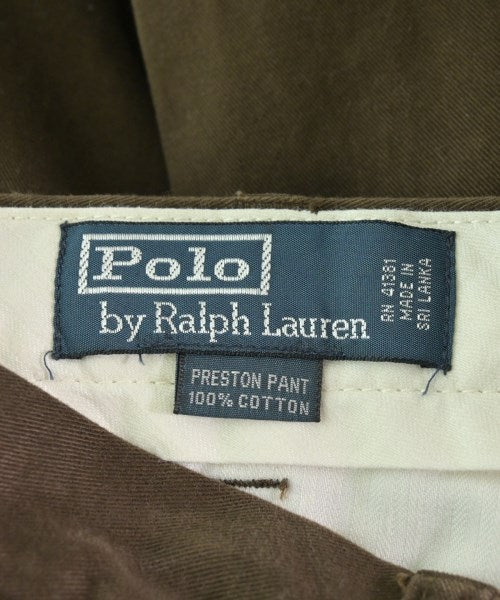 Polo
by Ralph Lauren
RN 41381
MADE IN
SRI LANKA
PRESTON PANT
100% COTTON